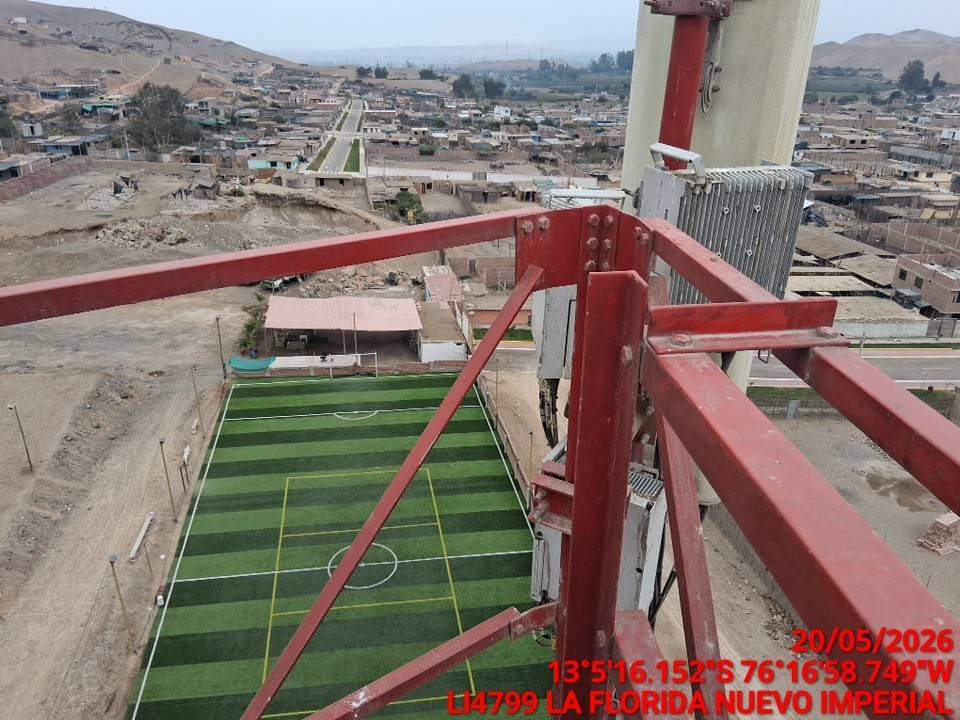 20/05/2026
13°5'16.152"S 76°16'58.749"W
LI4799 LA FLORIDA NUEVO IMPERIAL